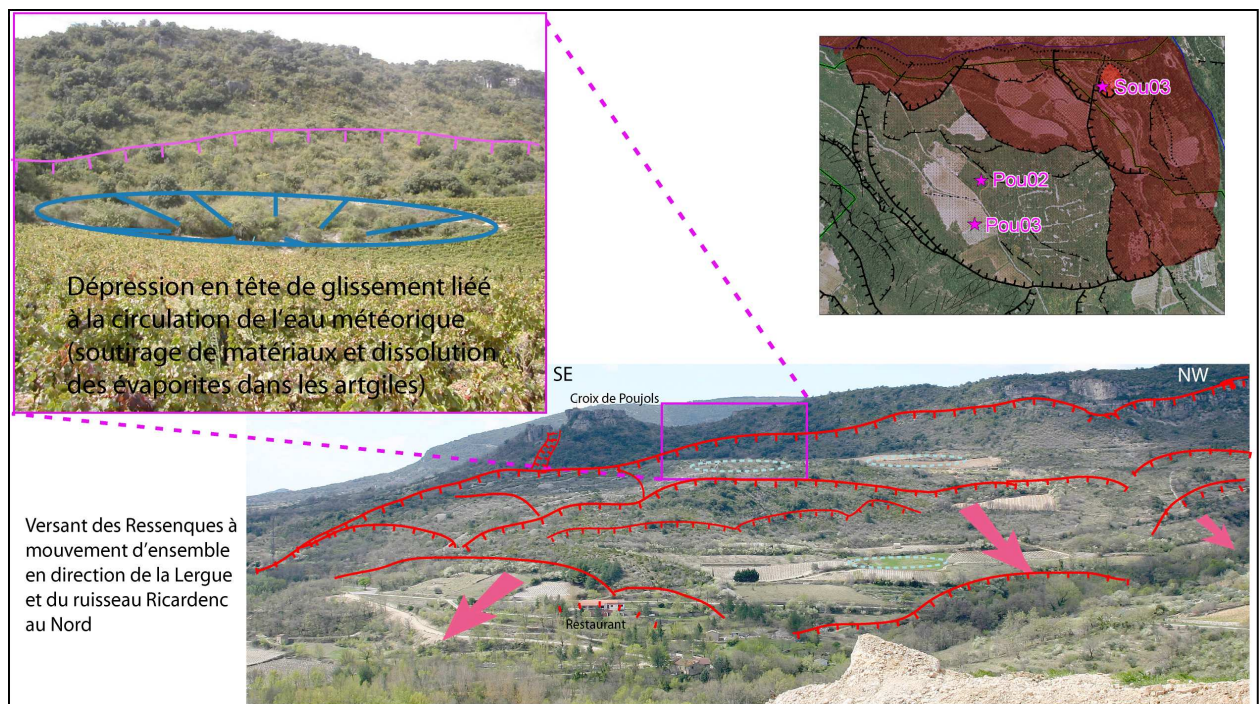 Dépression en tête de glissement liéé
à la circulation de l'eau météorique
(soutirage de matériaux et dissolution
des évaporites dans les artgiles)
Sou03
Pou02
Pou03
SE
NW
Croix de Poujols
Restaurant
Versant des Ressenques à
mouvement d'ensemble
en direction de la Lergue
et du ruisseau Ricardenc
au Nord